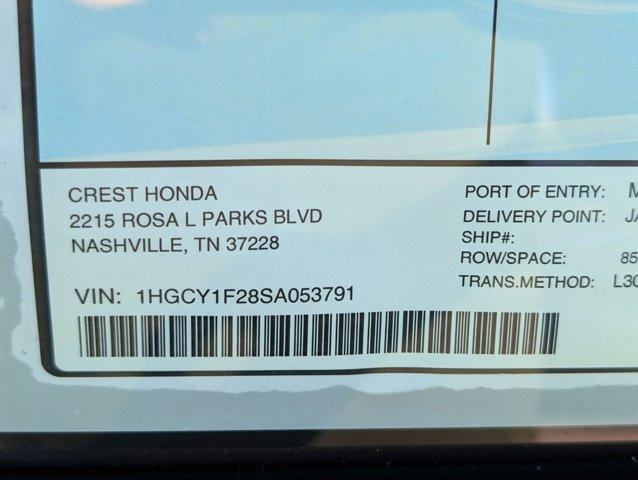 CREST HONDA
2215 ROSA L PARKS BLVD
NASHVILLE, TN 37228
VIN: 1HGCY1F28SA053791
PORT OF ENTRY:
DELIVERY POINT:
SHIP#:
ROW/SPACE: 85
TRANS.METHOD: